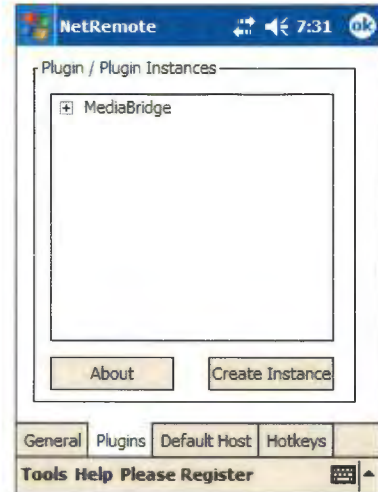 NetRemote 7:31 ok
Plugin / Plugin Instances
MediaBridge
About Create Instance
General Plugins Default Host Hotkeys
Tools Help Please Register